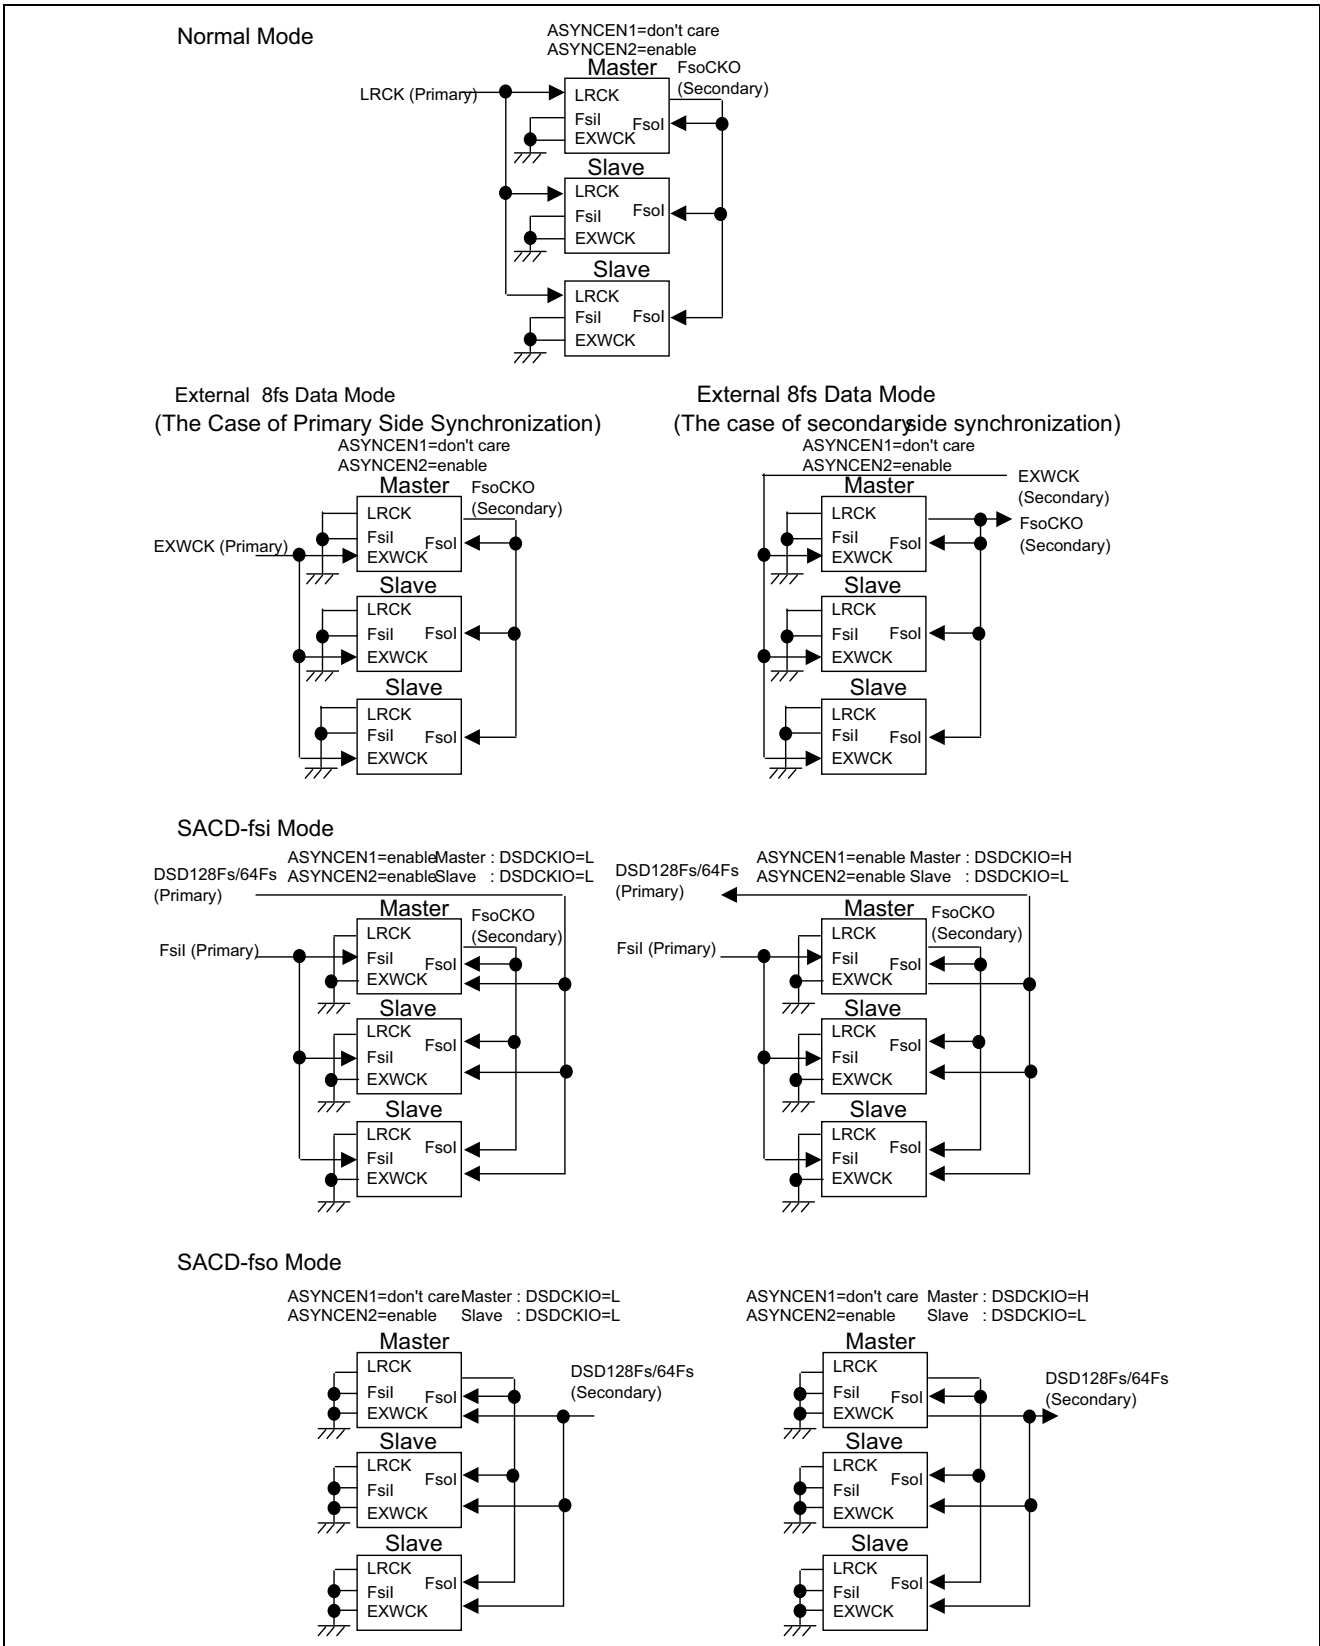 Normal Mode
ASYNCEN1=don't care
ASYNCEN2=enable
Master
FsoCKO
(Secondary)
LRCK (Primary)
LRCK
FsiI
FsoI
EXWCK
Slave
LRCK
FsiI
FsoI
EXWCK
Slave
LRCK
FsiI
FsoI
EXWCK
External 8fs Data Mode
(The Case of Primary Side Synchronization)
ASYNCEN1=don't care
ASYNCEN2=enable
Master
FsoCKO
(Secondary)
LRCK
FsiI
FsoI
EXWCK (Primary)
EXWCK
Slave
LRCK
FsiI
FsoI
EXWCK
Slave
LRCK
FsiI
FsoI
EXWCK
External 8fs Data Mode
(The case of secondary side synchronization)
ASYNCEN1=don't care
ASYNCEN2=enable
EXWCK
(Secondary)
Master
LRCK
FsoCKO
(Secondary)
FsiI
FsoI
EXWCK
Slave
LRCK
FsiI
FsoI
EXWCK
Slave
LRCK
FsiI
FsoI
EXWCK
SACD-fsi Mode
ASYNCEN1=enable Master : DSDCKIO=L
ASYNCEN2=enable Slave : DSDCKIO=L
DSD128Fs/64Fs
(Primary)
Master
FsoCKO
(Secondary)
LRCK
FsiI (Primary)
FsiI
FsoI
EXWCK
Slave
LRCK
FsoI
FsiI
EXWCK
Slave
LRCK
FsoI
FsiI
EXWCK
ASYNCEN1=enable Master : DSDCKIO=H
ASYNCEN2=enable Slave : DSDCKIO=L
DSD128Fs/64Fs
(Primary)
Master
FsoCKO
(Secondary)
LRCK
FsiI (Primary)
FsiI
FsoI
EXWCK
Slave
LRCK
FsoI
FsiI
EXWCK
Slave
LRCK
FsoI
FsiI
EXWCK
SACD-fso Mode
ASYNCEN1=don't care Master : DSDCKIO=L
ASYNCEN2=enable Slave : DSDCKIO=L
Master
LRCK
DSD128Fs/64Fs
(Secondary)
FsiI
FsoI
EXWCK
Slave
LRCK
FsoI
FsiI
EXWCK
Slave
LRCK
FsoI
FsiI
EXWCK
ASYNCEN1=don't care Master : DSDCKIO=H
ASYNCEN2=enable Slave : DSDCKIO=L
Master
LRCK
DSD128Fs/64Fs
(Secondary)
FsiI
FsoI
EXWCK
Slave
LRCK
FsoI
FsiI
EXWCK
Slave
LRCK
FsoI
FsiI
EXWCK